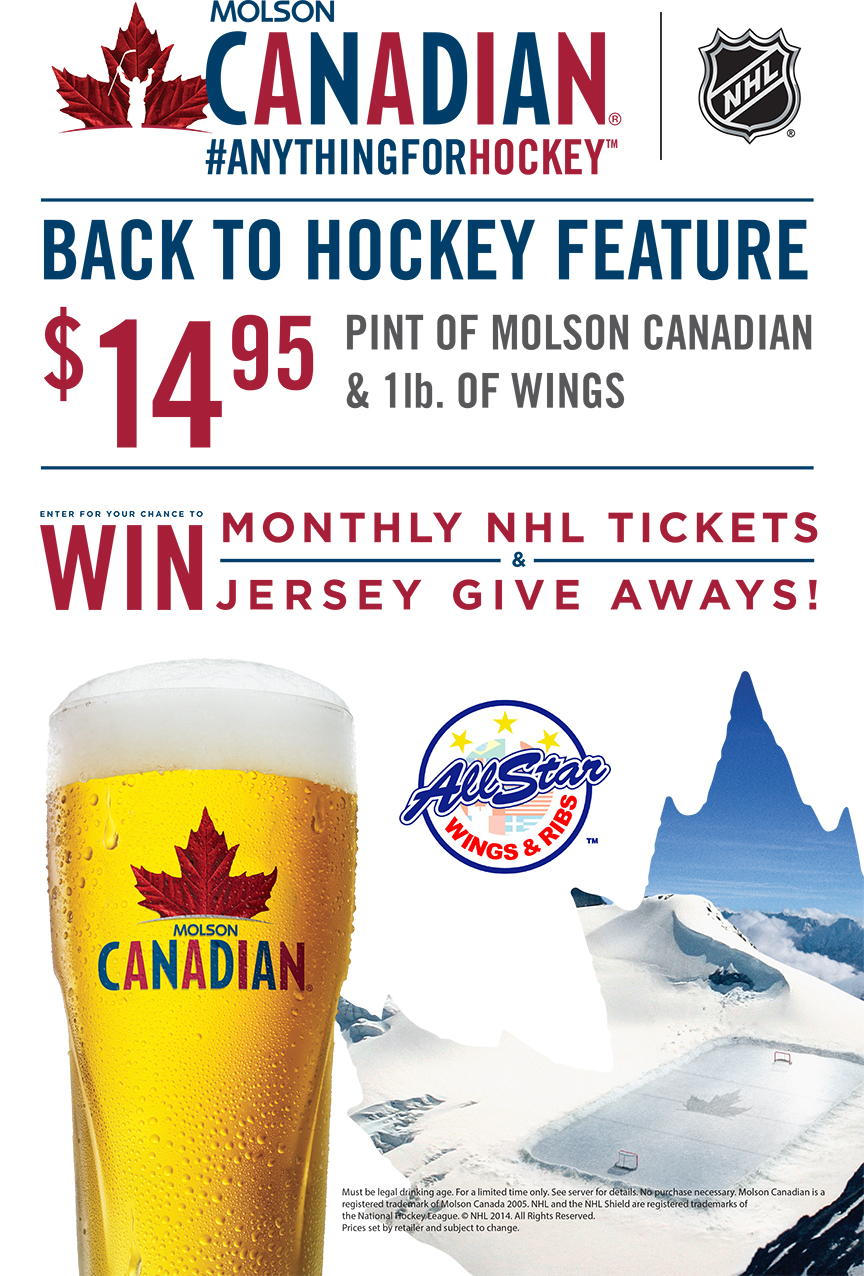 MOLSON
CANADIAN®
#ANYTHINGFORHOCKEY™
NHL
®
BACK TO HOCKEY FEATURE
$14 95
PINT OF MOLSON CANADIAN
& 1lb. OF WINGS
ENTER FOR YOUR CHANCE TO
WIN
MONTHLY NHL TICKETS
&
JERSEY GIVE AWAYS!
AllStar
WINGS & RIBS
™
MOLSON
CANADIAN®
Must be legal drinking age. For a limited time only. See server for details. No purchase necessary. Molson Canadian is a
registered trademark of Molson Canada 2005. NHL and the NHL Shield are registered trademarks of
the National Hockey League. © NHL 2014. All Rights Reserved.
Prices set by retailer and subject to change.